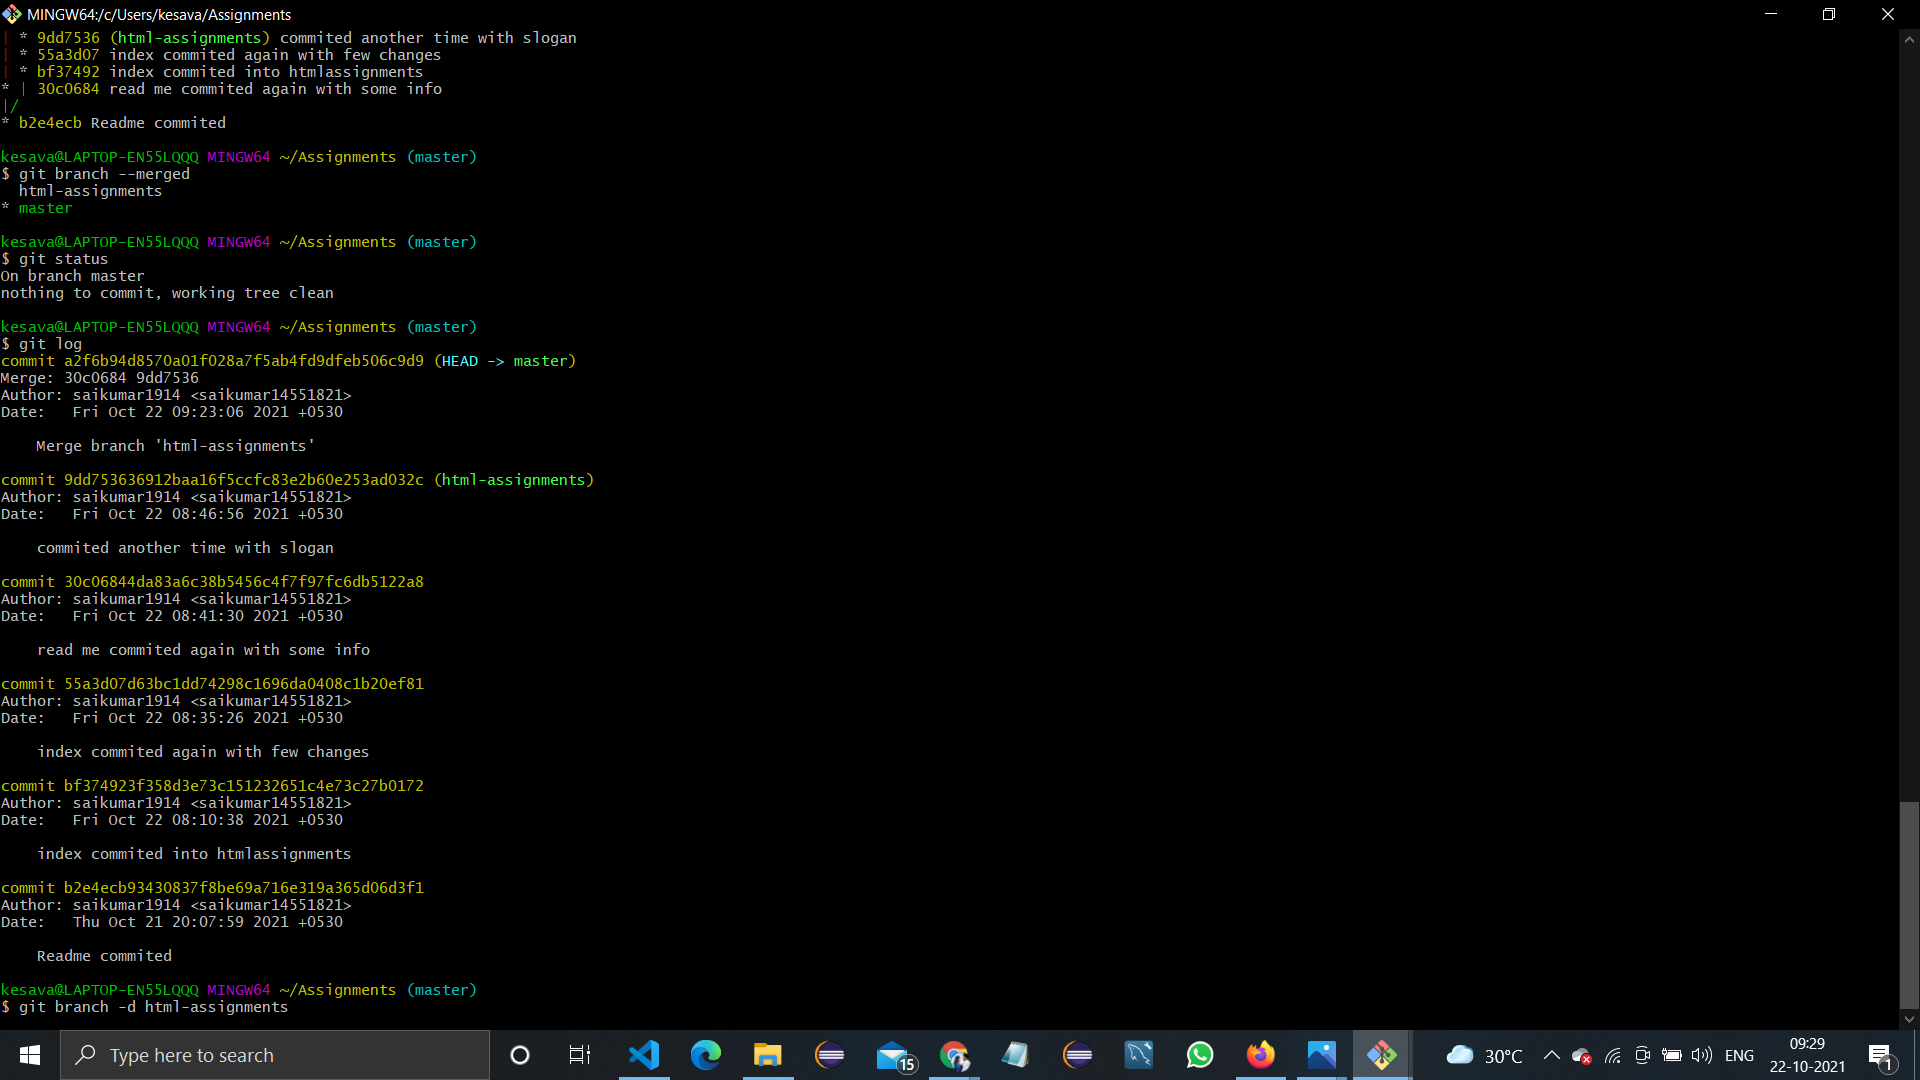 MINGW64:/c/Users/kesava/Assignments
| * 9dd7536 (html-assignments) commited another time with slogan
| * 55a3d07 index commited again with few changes
| * bf37492 index commited into htmlassignments
* | 30c0684 read me commited again with some info
|/
* b2e4ecb Readme commited
kesava@LAPTOP-EN55LQQQ MINGW64 ~/Assignments (master)
$ git branch --merged
  html-assignments
* master
kesava@LAPTOP-EN55LQQQ MINGW64 ~/Assignments (master)
$ git status
On branch master
nothing to commit, working tree clean
kesava@LAPTOP-EN55LQQQ MINGW64 ~/Assignments (master)
$ git log
commit a2f6b94d8570a01f028a7f5ab4fd9dfeb506c9d9 (HEAD -> master)
Merge: 30c0684 9dd7536
Author: saikumar1914 <saikumar14551821>
Date:   Fri Oct 22 09:23:06 2021 +0530
    Merge branch 'html-assignments'
commit 9dd753636912baa16f5ccfc83e2b60e253ad032c (html-assignments)
Author: saikumar1914 <saikumar14551821>
Date:   Fri Oct 22 08:46:56 2021 +0530
    commited another time with slogan
commit 30c06844da83a6c38b5456c4f7f97fc6db5122a8
Author: saikumar1914 <saikumar14551821>
Date:   Fri Oct 22 08:41:30 2021 +0530
    read me commited again with some info
commit 55a3d07d63bc1dd74298c1696da0408c1b20ef81
Author: saikumar1914 <saikumar14551821>
Date:   Fri Oct 22 08:35:26 2021 +0530
    index commited again with few changes
commit bf374923f358d3e73c151232651c4e73c27b0172
Author: saikumar1914 <saikumar14551821>
Date:   Fri Oct 22 08:10:38 2021 +0530
    index commited into htmlassignments
commit b2e4ecb93430837f8be69a716e319a365d06d3f1
Author: saikumar1914 <saikumar14551821>
Date:   Thu Oct 21 20:07:59 2021 +0530
    Readme commited
kesava@LAPTOP-EN55LQQQ MINGW64 ~/Assignments (master)
$ git branch -d html-assignments
Type here to search
15
30°C
ENG
09:29
22-10-2021
1